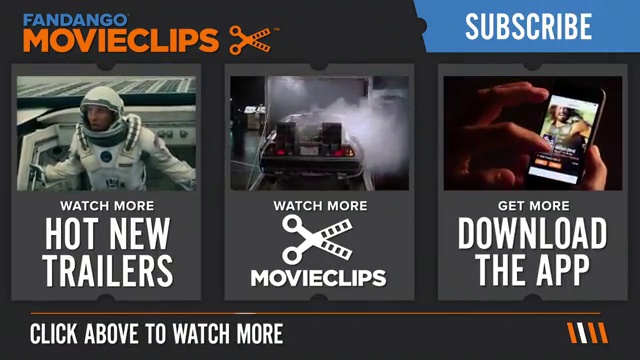 FANDANGO
MOVIECLIPS ™
SUBSCRIBE
WATCH MORE
HOT NEW
TRAILERS
WATCH MORE
MOVIECLIPS
GET MORE
DOWNLOAD
THE APP
CLICK ABOVE TO WATCH MORE